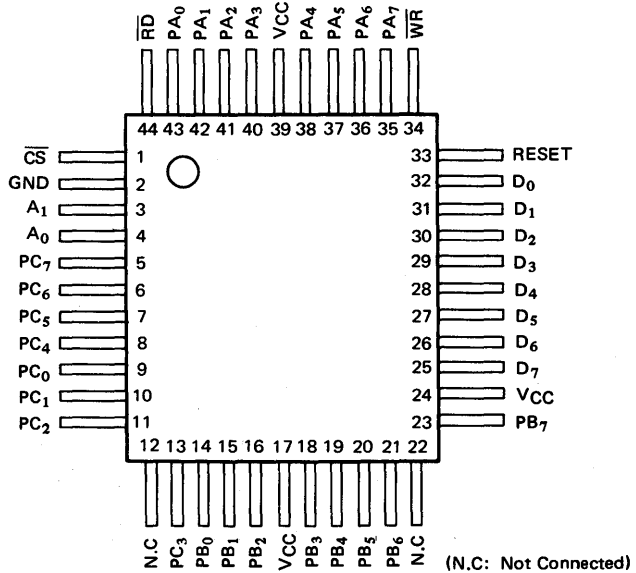 R̅D̅ PA₀ PA₁ PA₂ PA₃ VCC PA₄ PA₅ PA₆ PA₇ W̅R̅
44 43 42 41 40 39 38 37 36 35 34
C̅S̅ 1 33 RESET
GND 2 32 D₀
A₁ 3 31 D₁
A₀ 4 30 D₂
PC₇ 5 29 D₃
PC₆ 6 28 D₄
PC₅ 7 27 D₅
PC₄ 8 26 D₆
PC₀ 9 25 D₇
PC₁ 10 24 VCC
PC₂ 11 23 PB₇
12 13 14 15 16 17 18 19 20 21 22
N.C PC₃ PB₀ PB₁ PB₂ VCC PB₃ PB₄ PB₅ PB₆ N.C
(N.C: Not Connected)